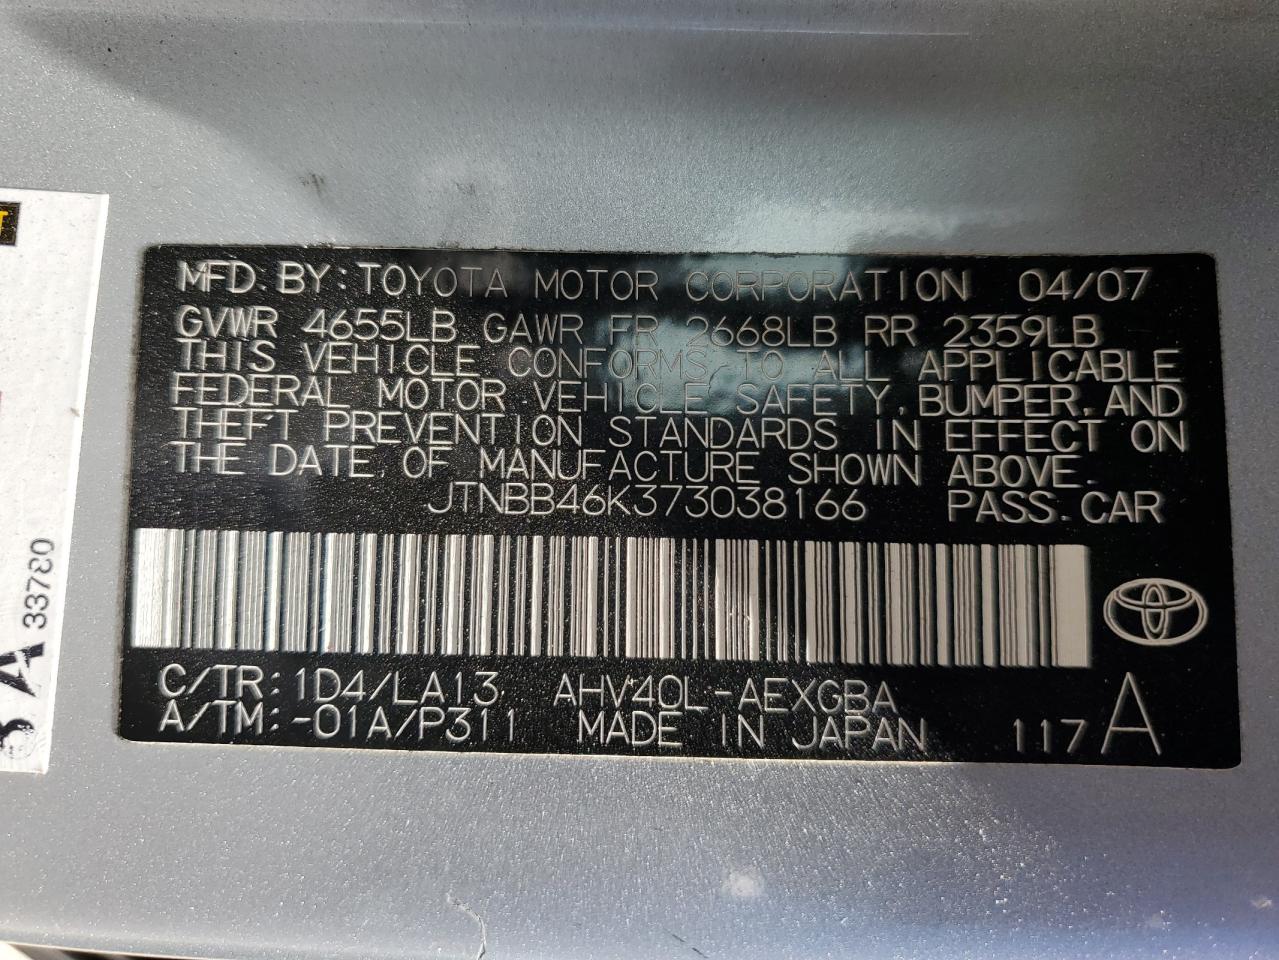 MFD. BY: TOYOTA MOTOR CORPORATION 04/07
GVWR 4655LB GAWR FR 2668LB RR 2359LB
THIS VEHICLE CONFORMS TO ALL APPLICABLE
FEDERAL MOTOR VEHICLE SAFETY, BUMPER, AND
THEFT PREVENTION STANDARDS IN EFFECT ON
THE DATE OF MANUFACTURE SHOWN ABOVE.
JTNBB46K373038166 PASS. CAR
C/TR: 1D4/LA13 AHV40L-AEXGBA
A/TM: -01A/P311 MADE IN JAPAN 117 A
A 33780